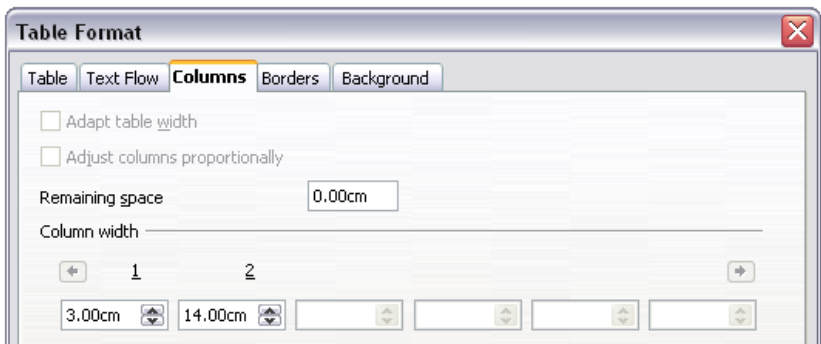 Table Format
Table Text Flow Columns Borders Background
Adapt table width
Adjust columns proportionally
Remaining space 0.00cm
Column width
1 2
3.00cm 14.00cm